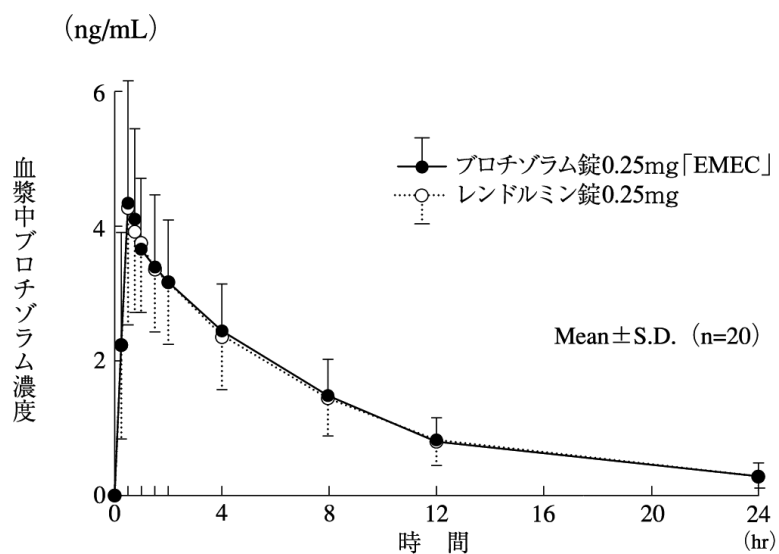 (ng/mL)
6
4
2
0
血漿中ブロチゾラム濃度
ブロチゾラム錠0.25mg「EMEC」
レンドルミン錠0.25mg
Mean±S.D. (n=20)
0 4 8 12 16 20 24
時 間 (hr)